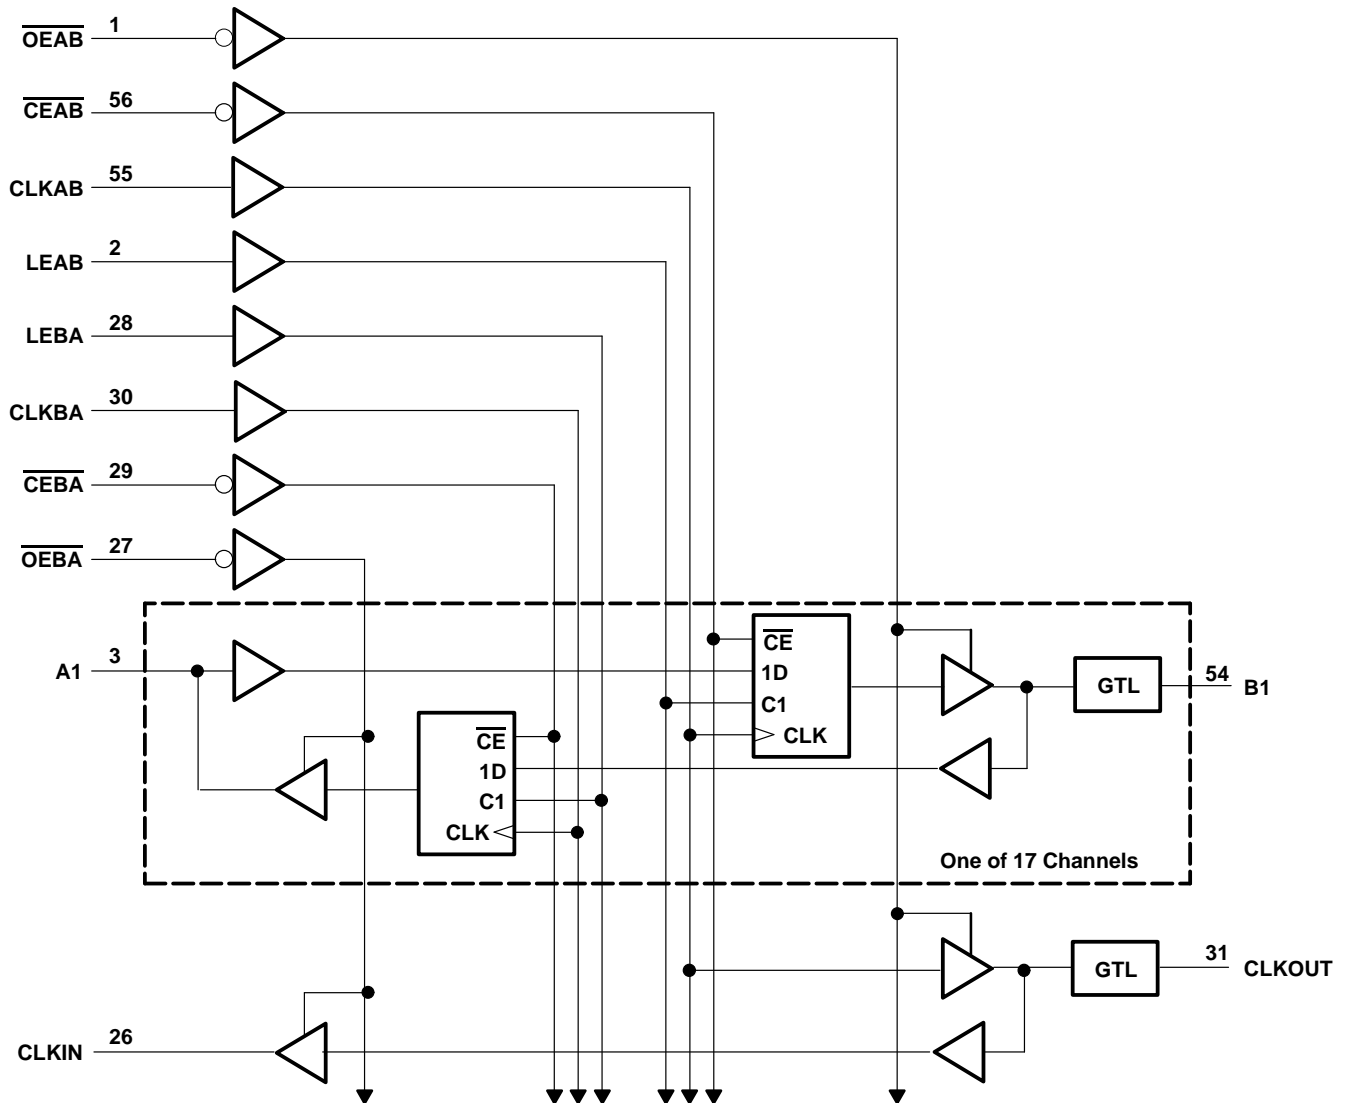 OEAB 1
CEAB 56
CLKAB 55
LEAB 2
LEBA 28
CLKBA 30
CEBA 29
OEBA 27
A1 3
CE
1D
C1
CLK
GTL
54 B1
CE
1D
C1
CLK
One of 17 Channels
GTL
31 CLKOUT
CLKIN 26